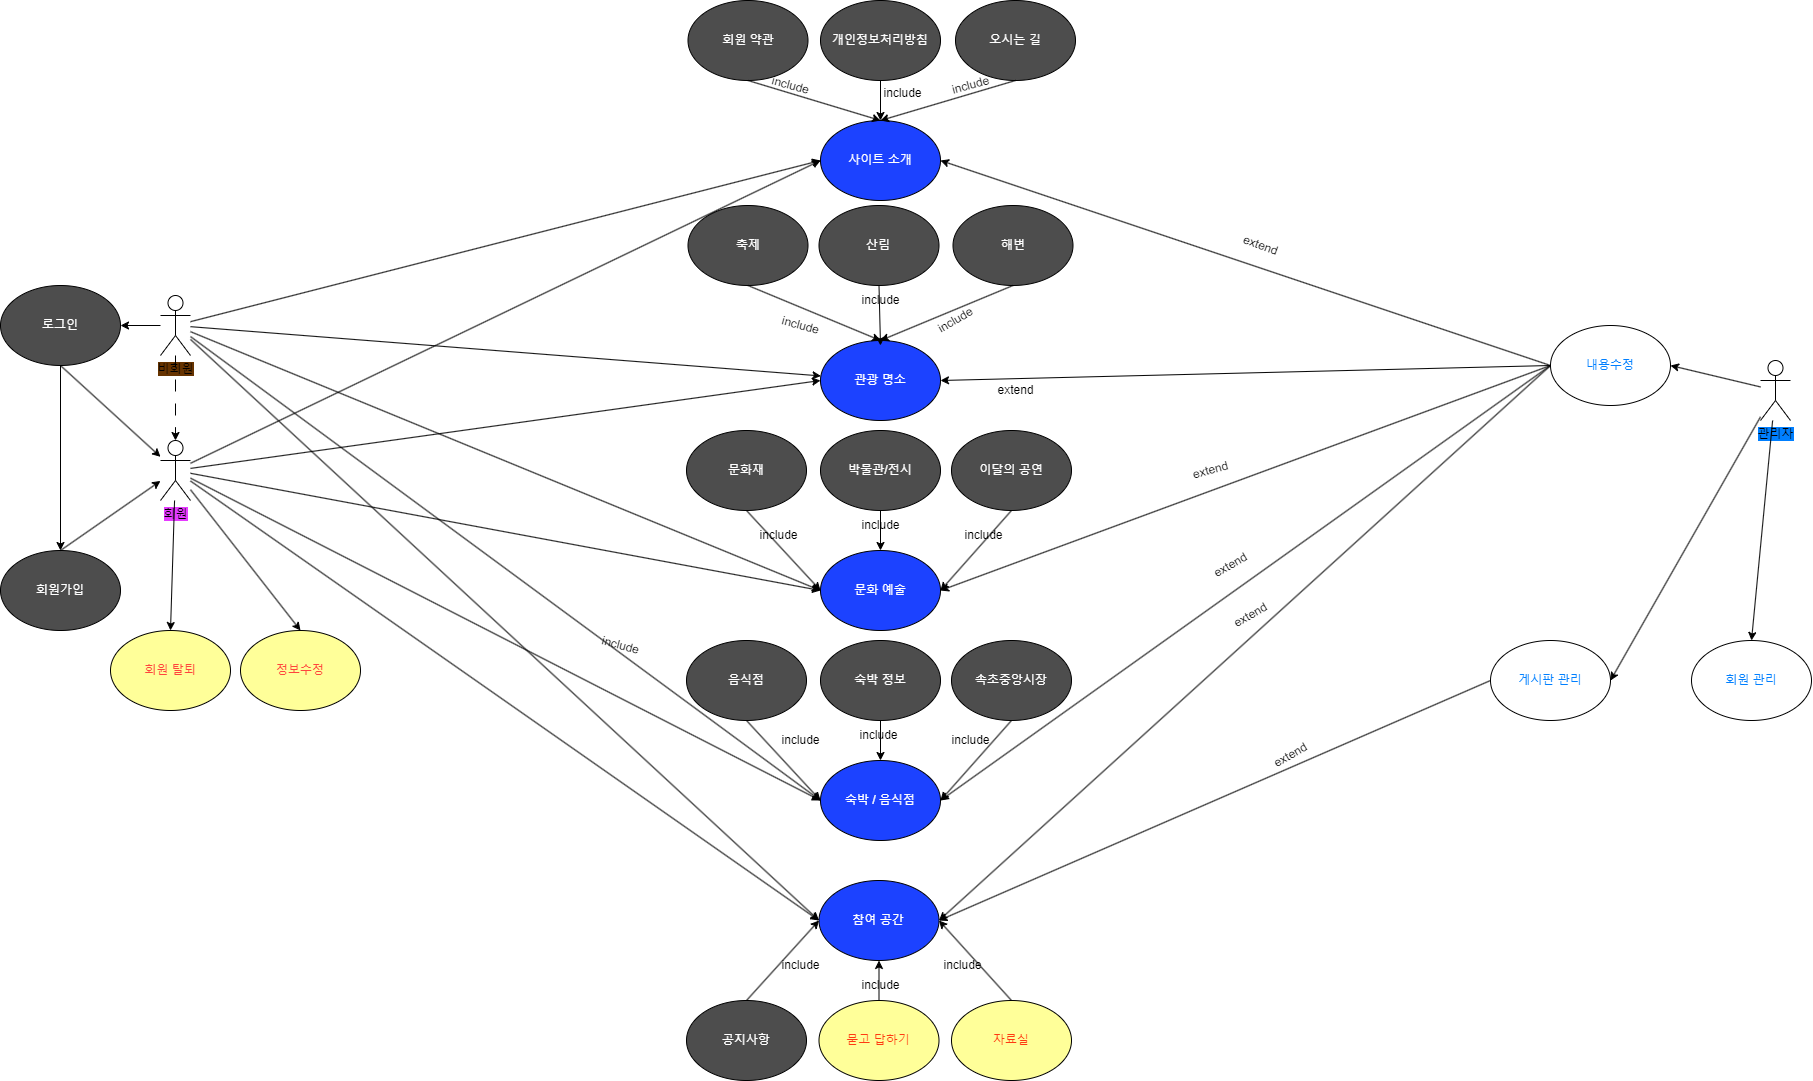 회원 약관
개인정보처리방침
오시는 길
include
include
include
사이트 소개
축제
산림
해변
extend
include
include
include
로그인
비회원
관광 명소
extend
내용수정
관리자
회원
문화재
박물관/전시
이달의 공연
extend
include
include
include
회원가입
문화 예술
extend
extend
include
회원 탈퇴
정보수정
음식점
숙박 정보
속초중앙시장
게시판 관리
회원 관리
include
include
include
extend
숙박 / 음식점
참여 공간
include
include
include
공지사항
묻고 답하기
자료실